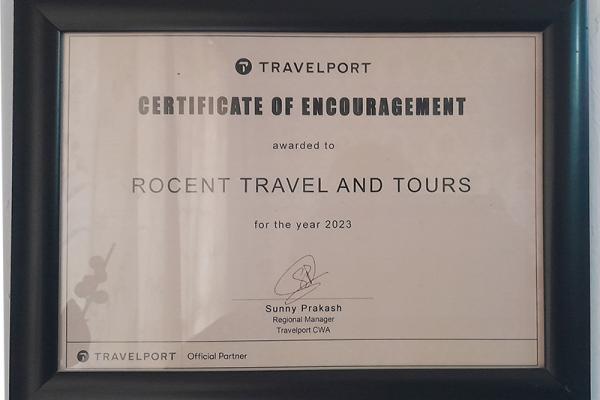 TRAVELPORT
CERTIFICATE OF ENCOURAGEMENT
awarded to
ROCENT TRAVEL AND TOURS
for the year 2023
Sunny Prakash
Regional Manager
Travelport CWA
TRAVELPORT Official Partner